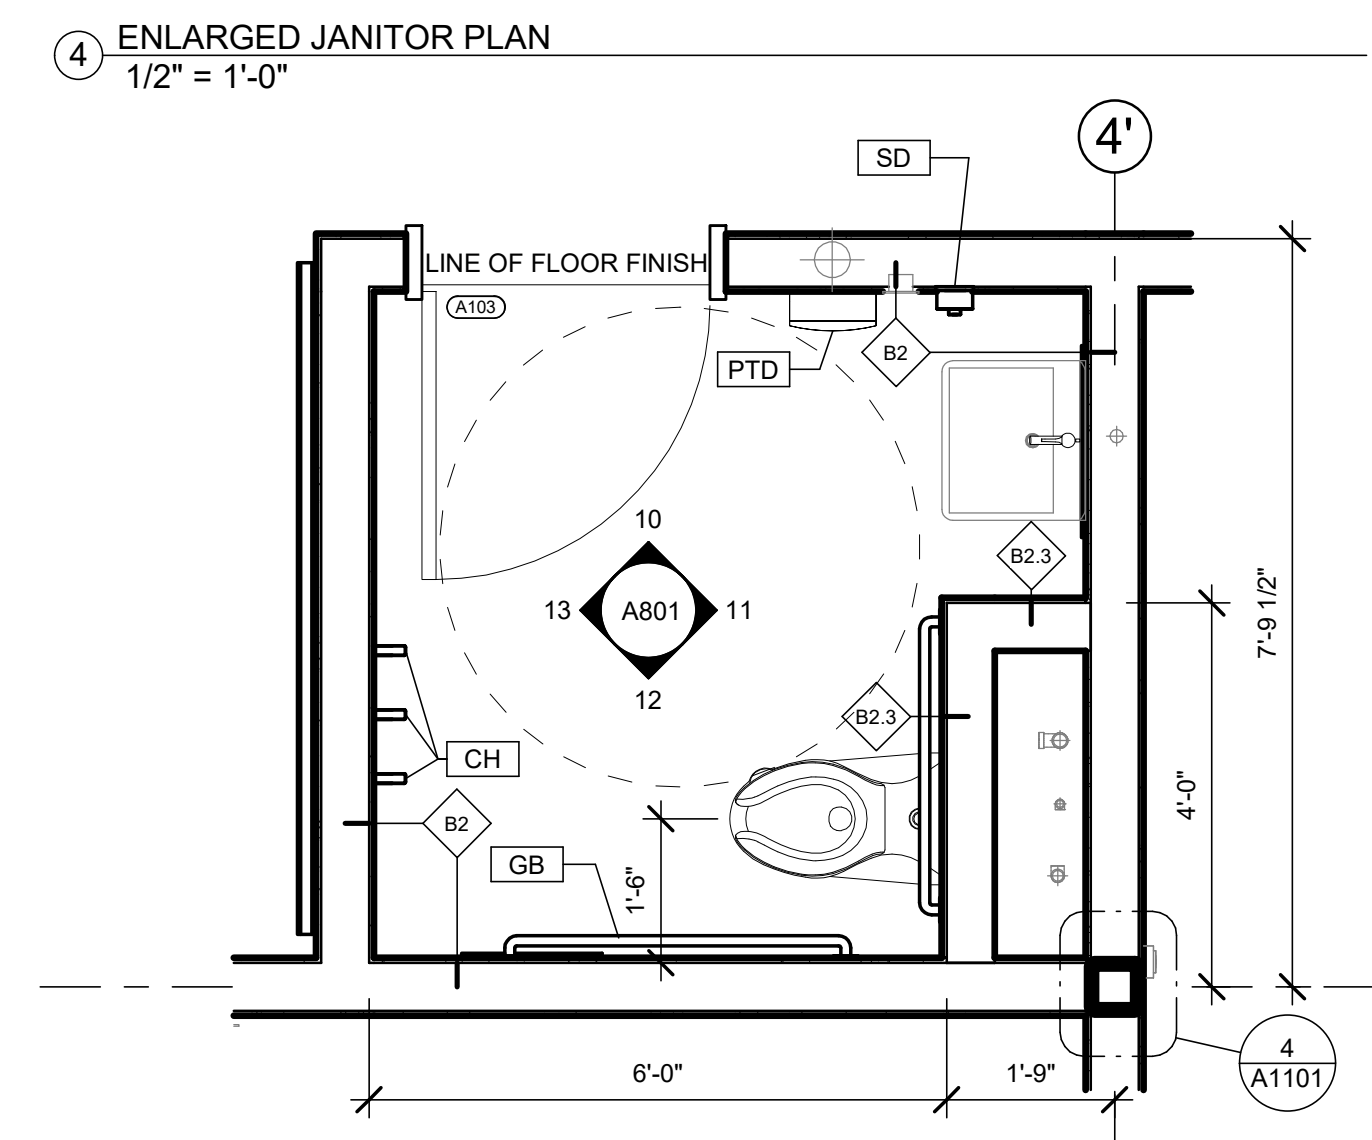 4 ENLARGED JANITOR PLAN
1/2" = 1'-0"
4'
SD
LINE OF FLOOR FINISH
A103
B2
PTD
10
B2.3
13 A801 11
7'-9 1/2"
12
B2.3
CH
4'-0"
B2
GB
1'-6"
4
A1101
6'-0"
1'-9"